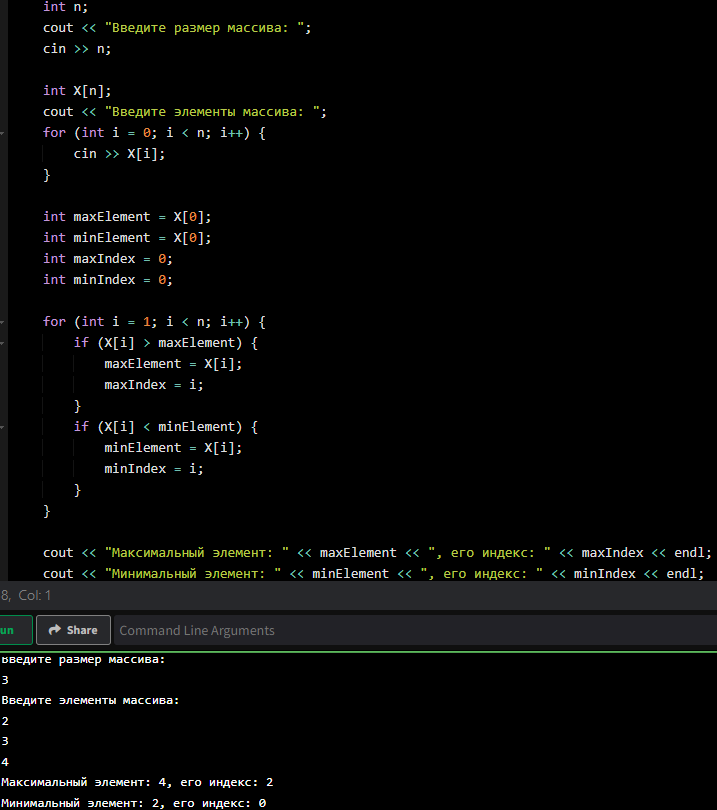 int n;
cout << "Введите размер массива: ";
cin >> n;
int X[n];
cout << "Введите элементы массива: ";
for (int i = 0; i < n; i++) {
cin >> X[i];
}
int maxElement = X[0];
int minElement = X[0];
int maxIndex = 0;
int minIndex = 0;
for (int i = 1; i < n; i++) {
if (X[i] > maxElement) {
maxElement = X[i];
maxIndex = i;
}
if (X[i] < minElement) {
minElement = X[i];
minIndex = i;
}
}
cout << "Максимальный элемент: " << maxElement << ", его индекс: " << maxIndex << endl;
cout << "Минимальный элемент: " << minElement << ", его индекс: " << minIndex << endl;
8, Col: 1
un Share Command Line Arguments
Введите размер массива:
3
Введите элементы массива:
2
3
4
Максимальный элемент: 4, его индекс: 2
Минимальный элемент: 2, его индекс: 0